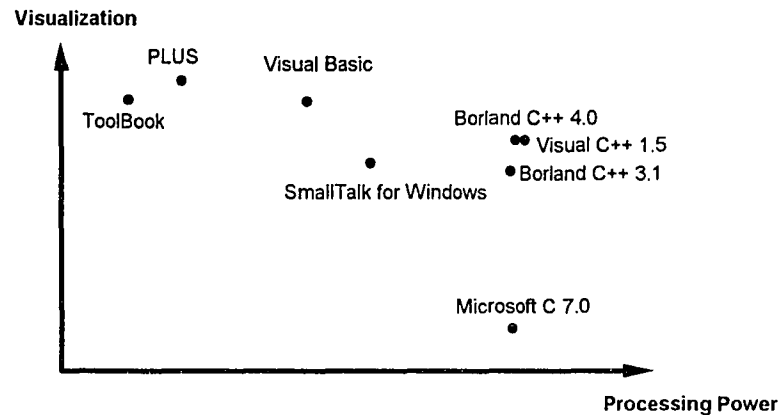 Visualization
PLUS
Visual Basic
ToolBook
Borland C++ 4.0
Visual C++ 1.5
Borland C++ 3.1
SmallTalk for Windows
Microsoft C 7.0
Processing Power